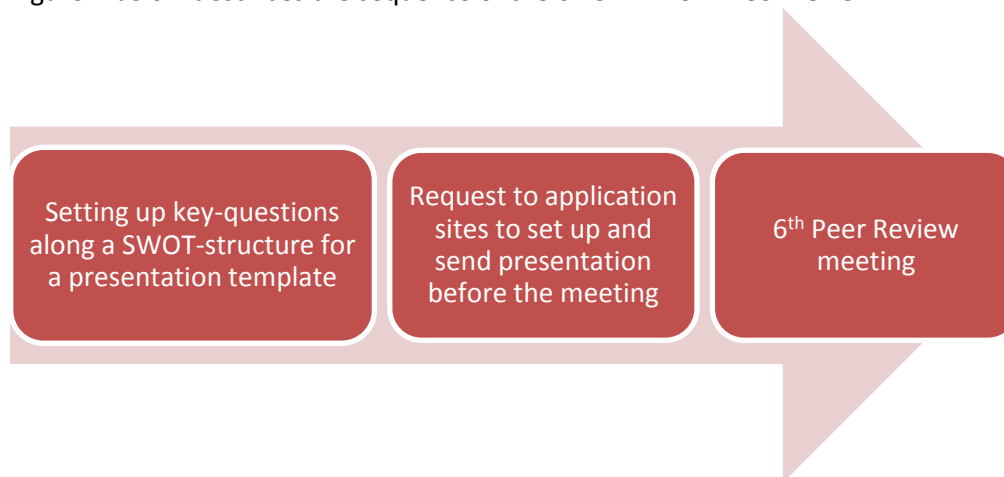 Setting up key-questions
along a SWOT-structure for
a presentation template
Request to application
sites to set up and
send presentation
before the meeting
6th Peer Review
meeting